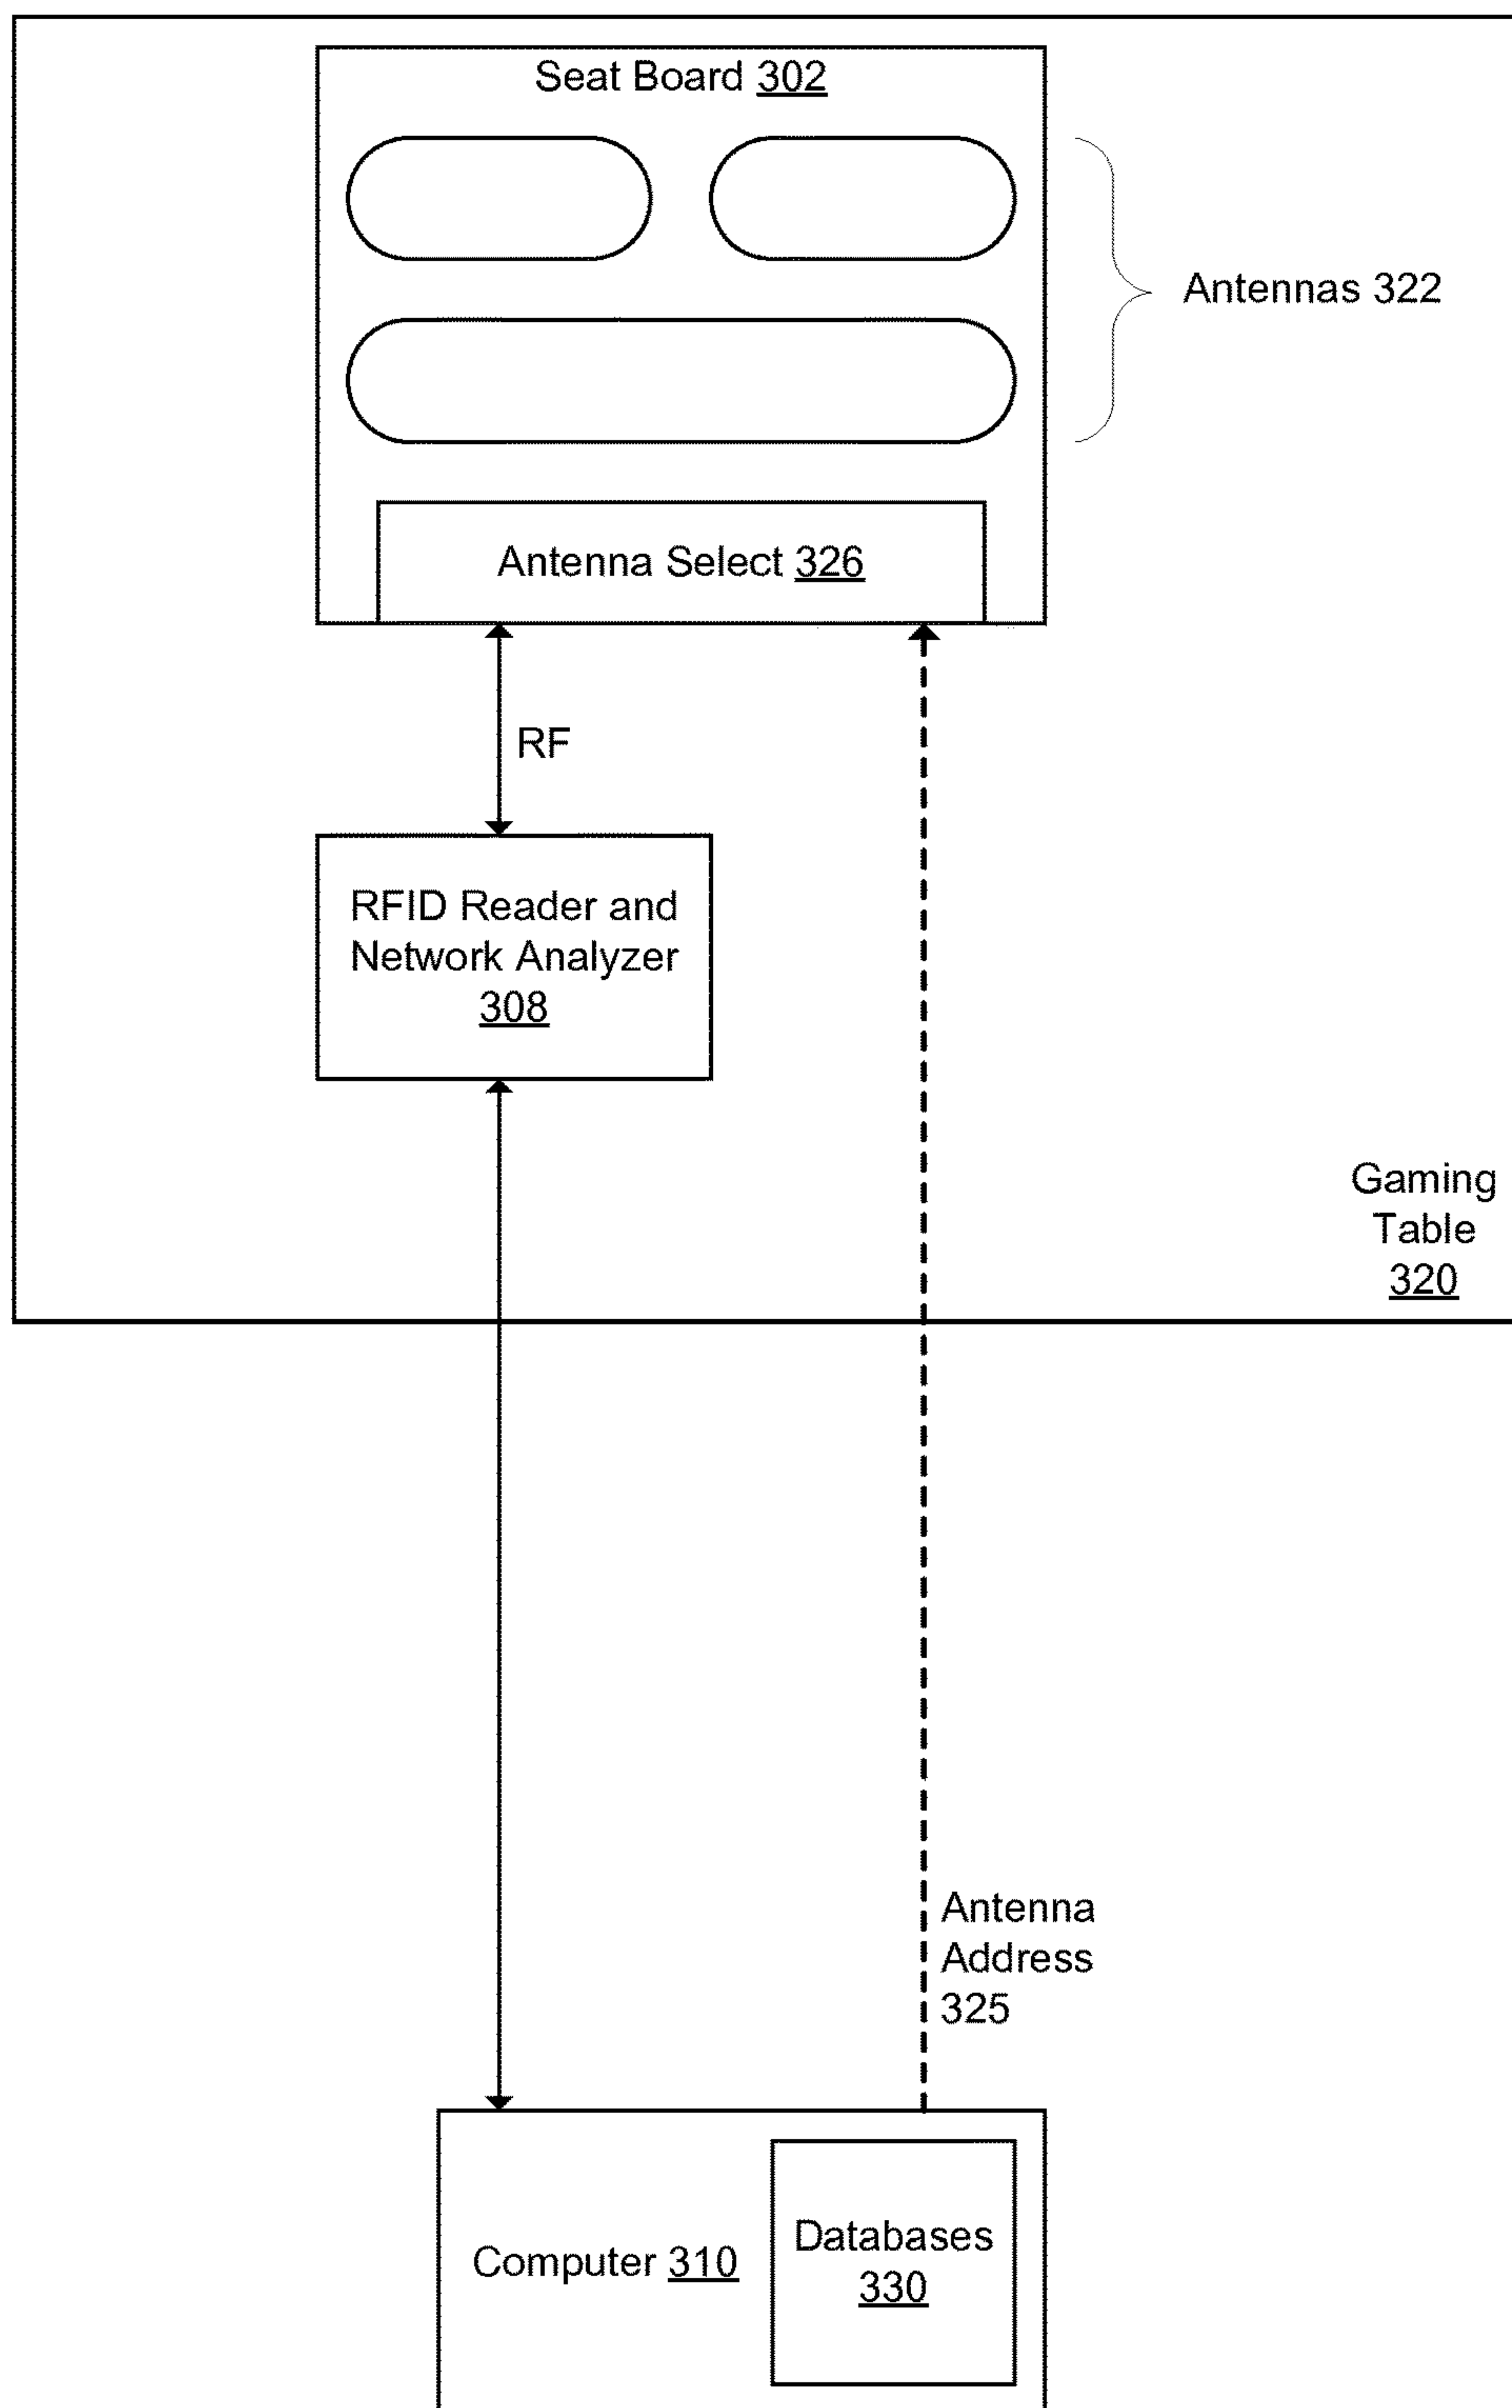 Seat Board 302
Antennas 322
Antenna Select 326
RF
RFID Reader and
Network Analyzer
308
Gaming
Table
320
Antenna
Address
325
Computer 310
Databases
330